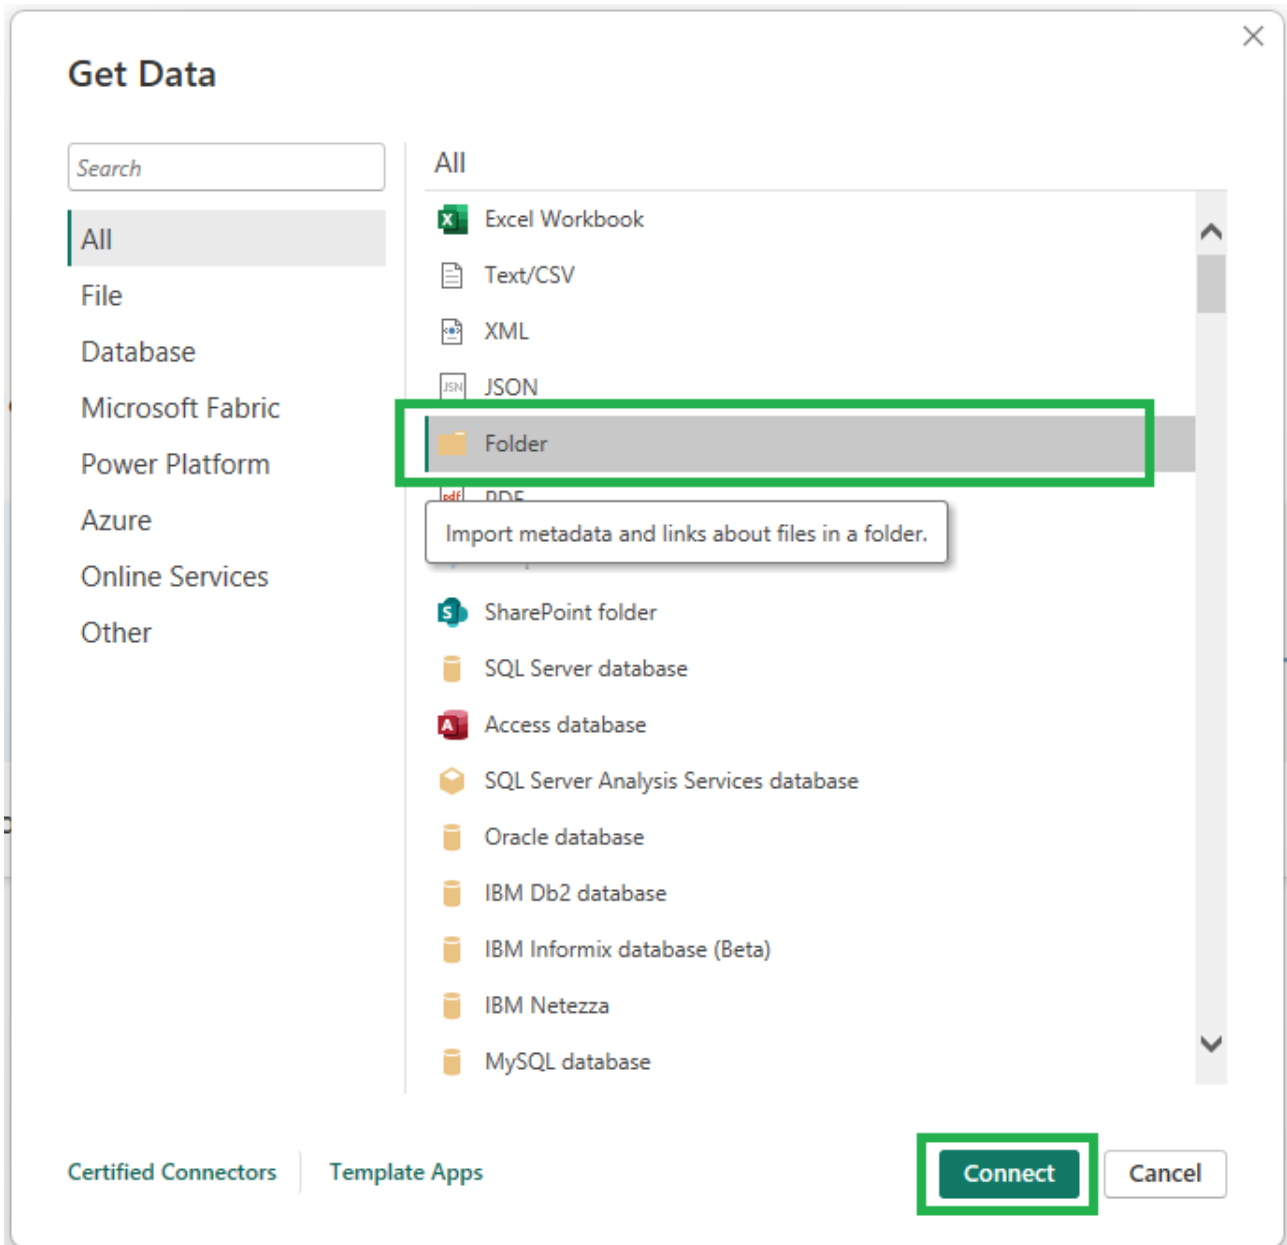 Get Data
Search
All
File
Database
Microsoft Fabric
Power Platform
Azure
Online Services
Other
All
Excel Workbook
Text/CSV
XML
JSON
Folder
PDF
Import metadata and links about files in a folder.
SharePoint folder
SQL Server database
Access database
SQL Server Analysis Services database
Oracle database
IBM Db2 database
IBM Informix database (Beta)
IBM Netezza
MySQL database
Certified Connectors
Template Apps
Connect
Cancel